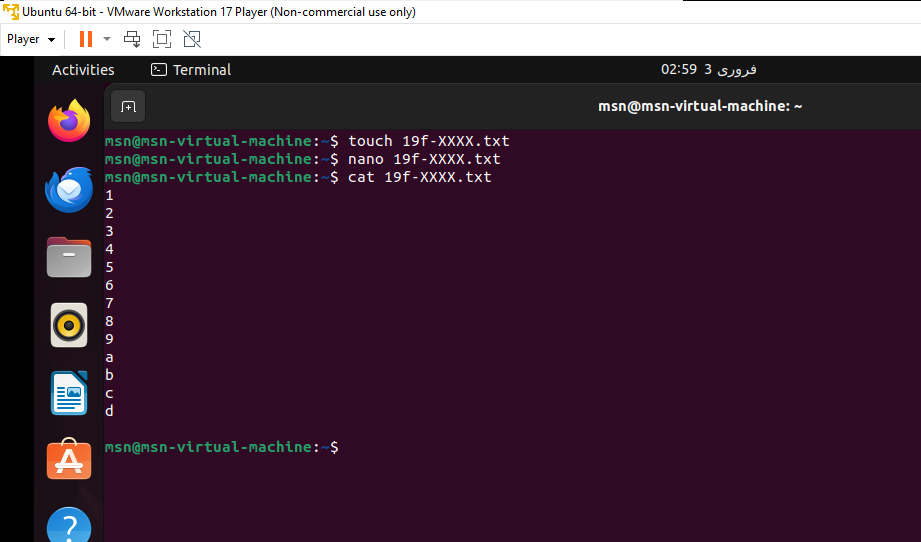 Ubuntu 64-bit - VMware Workstation 17 Player (Non-commercial use only)
Player
Activities
Terminal
02:59 3 فروری
msn@msn-virtual-machine: ~
msn@msn-virtual-machine:~$ touch 19f-XXXX.txt
msn@msn-virtual-machine:~$ nano 19f-XXXX.txt
msn@msn-virtual-machine:~$ cat 19f-XXXX.txt
1
2
3
4
5
6
7
8
9
a
b
c
d
msn@msn-virtual-machine:~$